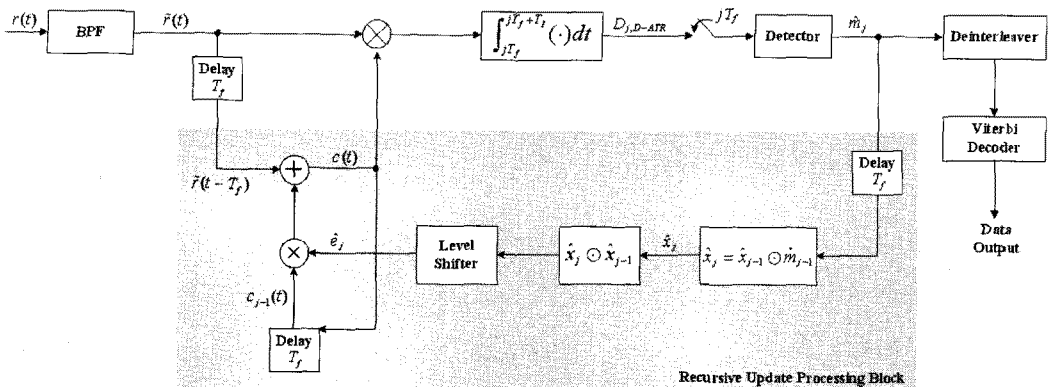 r(t)
BPF
r̃(t)
∫_{jT_f}^{jT_f+T_I} (·)dt
D_{j,D-ATR}
jT_f
Detector
m̂_j
Deinterleaver
Delay
T_f
Viterbi
Decoder
c(t)
r̃(t − T_f)
Delay
T_f
Data
Output
ê_j
Level
Shifter
x̂_j ⊙ x̂_{j-1}
x̂_j
x̂_j = x̂_{j-1} ⊙ m̂_{j-1}
c_{j-1}(t)
Delay
T_f
Recursive Update Processing Block